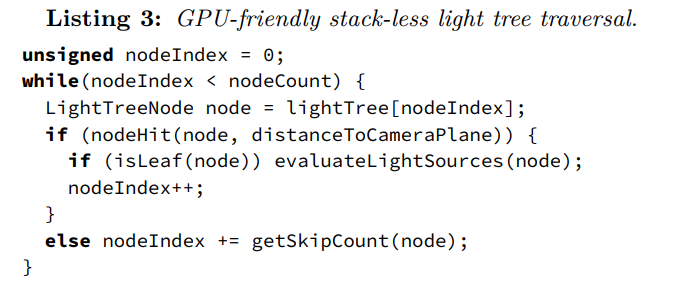 Listing 3: GPU-friendly stack-less light tree traversal.
unsigned nodeIndex = 0;
while(nodeIndex < nodeCount) {
  LightTreeNode node = lightTree[nodeIndex];
  if (nodeHit(node, distanceToCameraPlane)) {
    if (isLeaf(node)) evaluateLightSources(node);
    nodeIndex++;
  }
  else nodeIndex += getSkipCount(node);
}